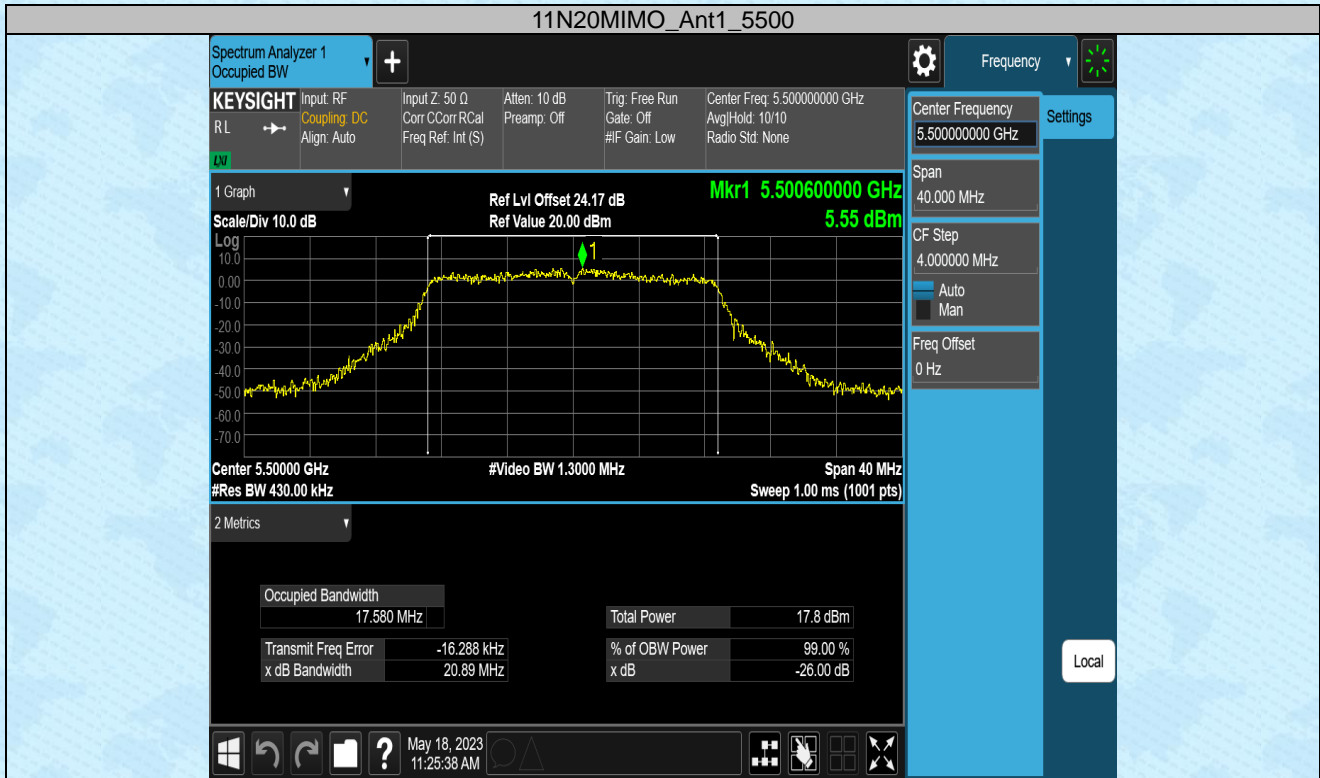 11N20MIMO_Ant1_5500
Spectrum Analyzer 1
Occupied BW
+
Frequency
KEYSIGHT
RL
LXI
Input: RF
Coupling: DC
Align: Auto
Input Z: 50 Ω
Corr CCorr RCal
Freq Ref: Int (S)
Atten: 10 dB
Preamp: Off
Trig: Free Run
Gate: Off
#IF Gain: Low
Center Freq: 5.500000000 GHz
Avg|Hold: 10/10
Radio Std: None
Center Frequency
5.500000000 GHz
Settings
Span
40.000 MHz
CF Step
4.000000 MHz
Auto
Man
Freq Offset
0 Hz
Local
1 Graph
Scale/Div 10.0 dB
Ref Lvl Offset 24.17 dB
Ref Value 20.00 dBm
Mkr1 5.500600000 GHz
5.55 dBm
Log
10.0
0.00
-10.0
-20.0
-30.0
-40.0
-50.0
-60.0
-70.0
1
Center 5.50000 GHz
#Res BW 430.00 kHz
#Video BW 1.3000 MHz
Span 40 MHz
Sweep 1.00 ms (1001 pts)
2 Metrics
Occupied Bandwidth
17.580 MHz
Total Power 17.8 dBm
Transmit Freq Error -16.288 kHz
% of OBW Power 99.00 %
x dB Bandwidth 20.89 MHz
x dB -26.00 dB
?
May 18, 2023
11:25:38 AM